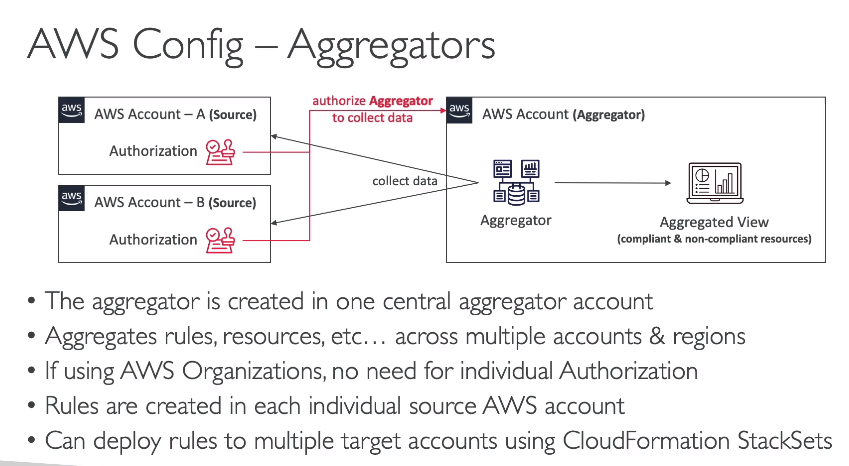 AWS Config – Aggregators
aws
AWS Account – A (Source)
Authorization
aws
AWS Account – B (Source)
Authorization
authorize Aggregator
to collect data
collect data
aws
AWS Account (Aggregator)
Aggregator
Aggregated View
(compliant & non-compliant resources)
• The aggregator is created in one central aggregator account
• Aggregates rules, resources, etc… across multiple accounts & regions
• If using AWS Organizations, no need for individual Authorization
• Rules are created in each individual source AWS account
• Can deploy rules to multiple target accounts using CloudFormation StackSets